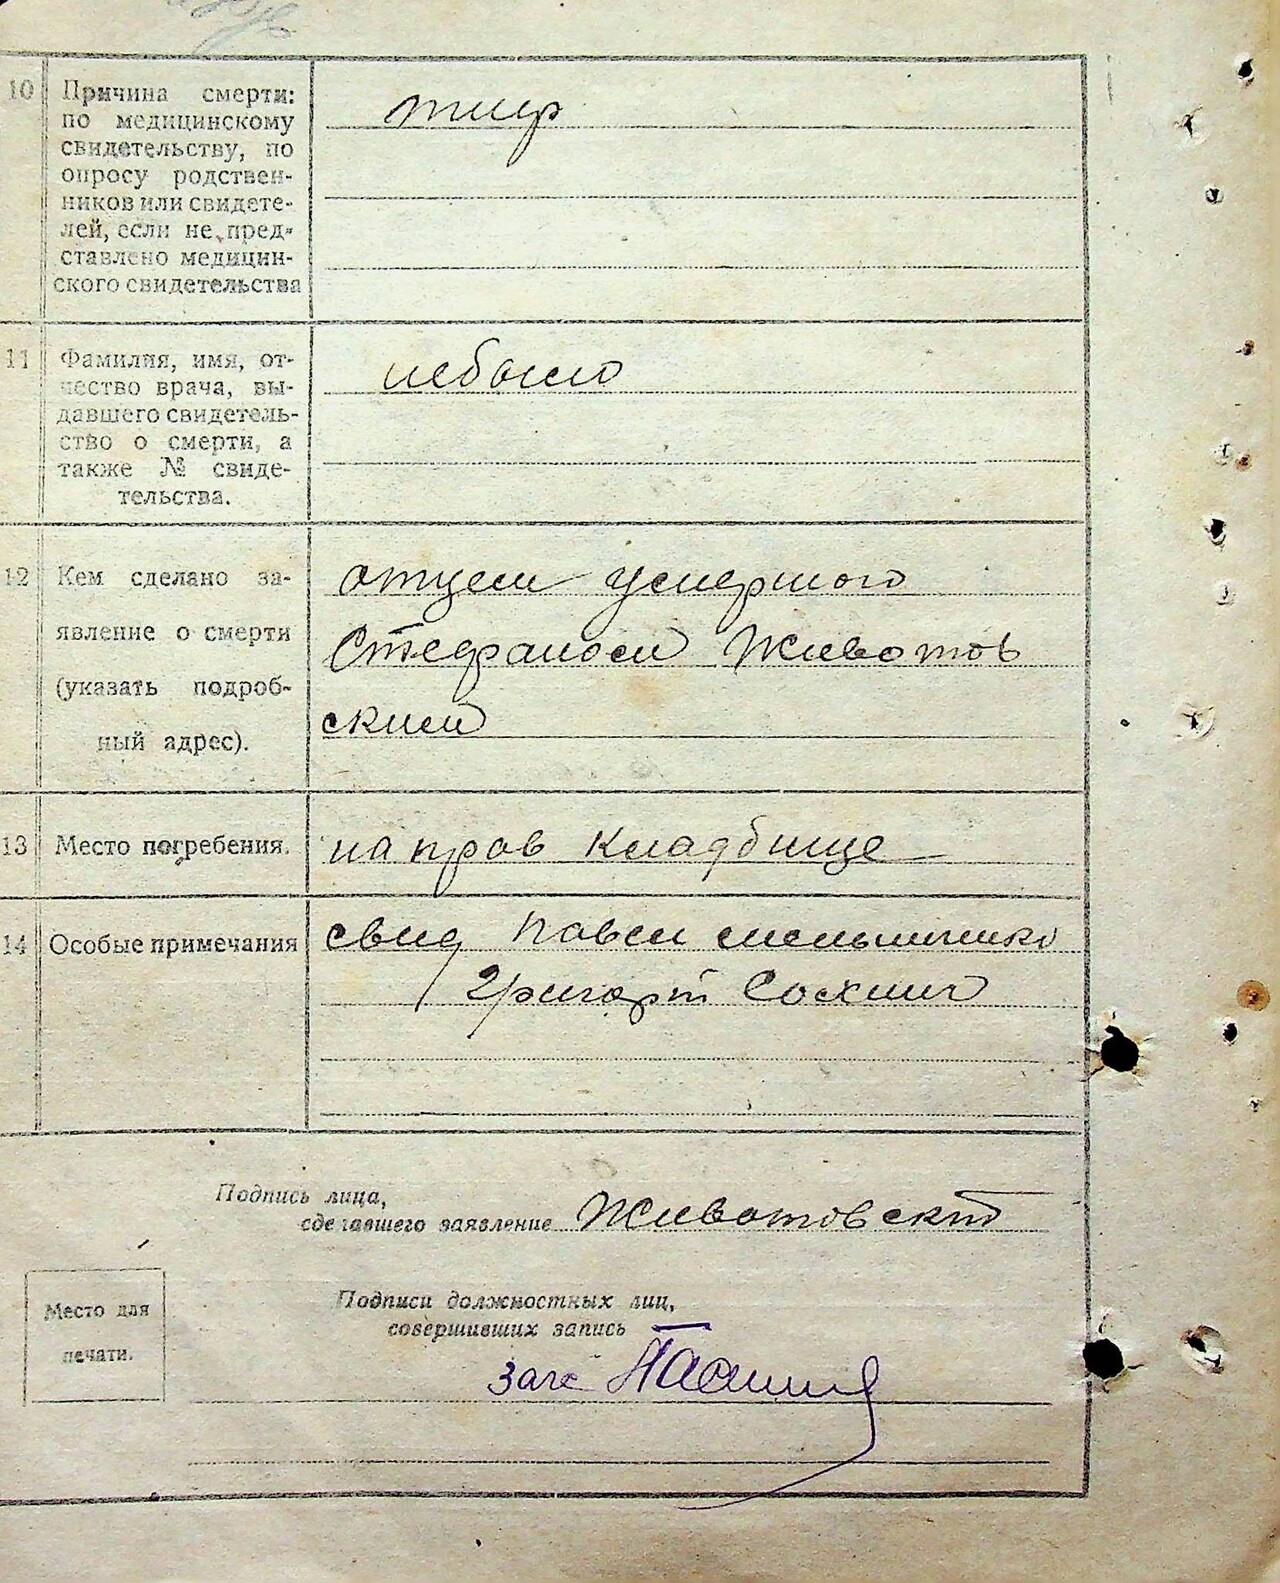 10 Причина смерти:
по медицинскому
свидетельству, по
опросу родствен-
ников или свидете-
лей, если не пред-
ставлено медицин-
ского свидетельства
тир
11 Фамилия, имя, от-
чество врача, вы-
давшего свидетель-
ство о смерти, а
также № свиде-
тельства.
небыло
12 Кем сделано за-
явление о смерти
(указать подроб-
ный адрес).
отцем усмершого
Стефаном Животов
ским
13 Место погребения.
на прав кладбище
14 Особые примечания
свид Павел
Григорий
Подпись лица,
сделавшего заявление Животовский
Место для
печати.
Подписи должностных лиц,
совершивших запись
загс